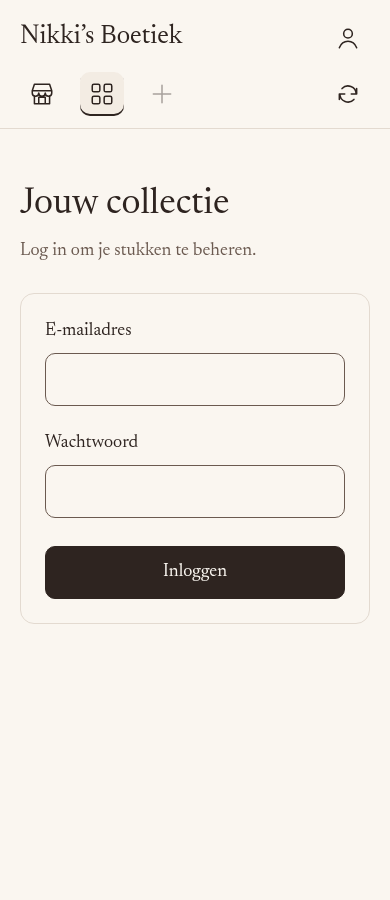 Nikki’s Boetiek
Jouw collectie
Log in om je stukken te beheren.
E-mailadres
Wachtwoord
Inloggen